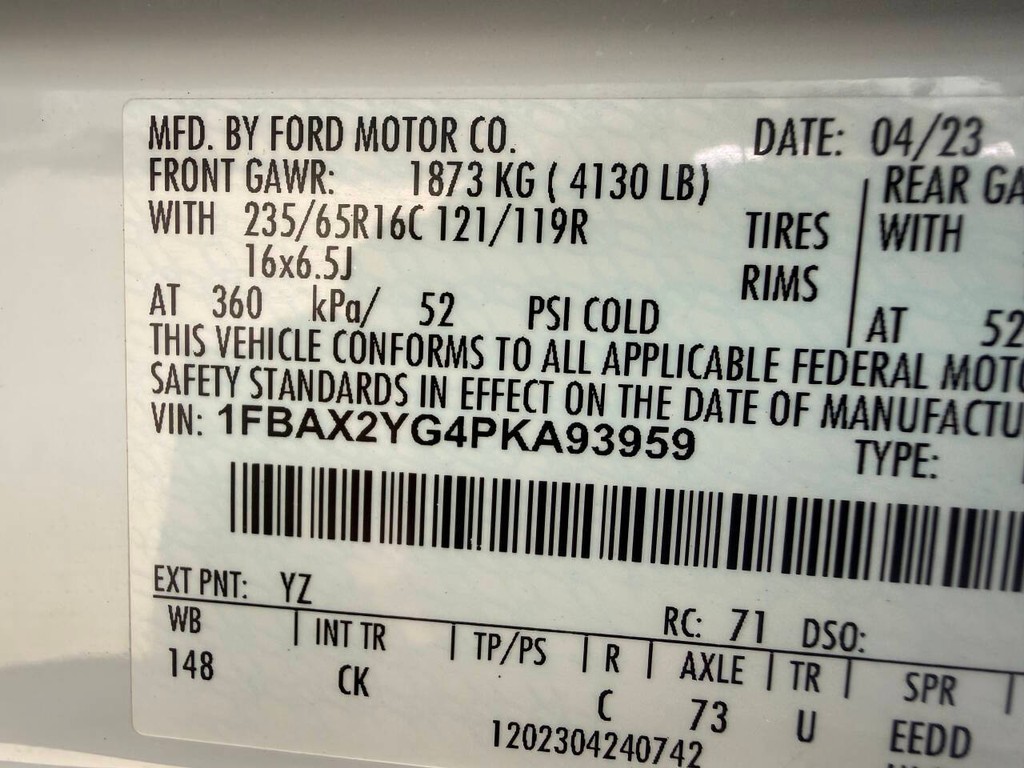 MFD. BY FORD MOTOR CO. DATE: 04/23
FRONT GAWR: 1873 KG ( 4130 LB) REAR GA
WITH 235/65R16C 121/119R TIRES WITH
16x6.5J RIMS
AT 360 kPa/ 52 PSI COLD AT 52
THIS VEHICLE CONFORMS TO ALL APPLICABLE FEDERAL MOTO
SAFETY STANDARDS IN EFFECT ON THE DATE OF MANUFACTU
VIN: 1FBAX2YG4PKA93959 TYPE:
EXT PNT: YZ RC: 71 DSO:
WB | INT TR | TP/PS | R | AXLE | TR | SPR |
148 CK C 73 U EEDD
1202304240742